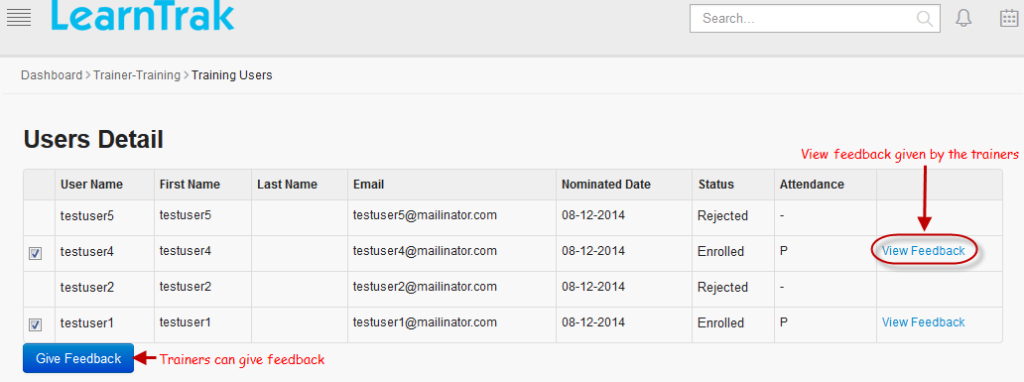 LearnTrak
Search...
Dashboard > Trainer-Training > Training Users
Users Detail
View feedback given by the trainers
User Name First Name Last Name Email Nominated Date Status Attendance
testuser5 testuser5 testuser5@mailinator.com 08-12-2014 Rejected -
testuser4 testuser4 testuser4@mailinator.com 08-12-2014 Enrolled P View Feedback
testuser2 testuser2 testuser2@mailinator.com 08-12-2014 Rejected -
testuser1 testuser1 testuser1@mailinator.com 08-12-2014 Enrolled P View Feedback
Give Feedback Trainers can give feedback